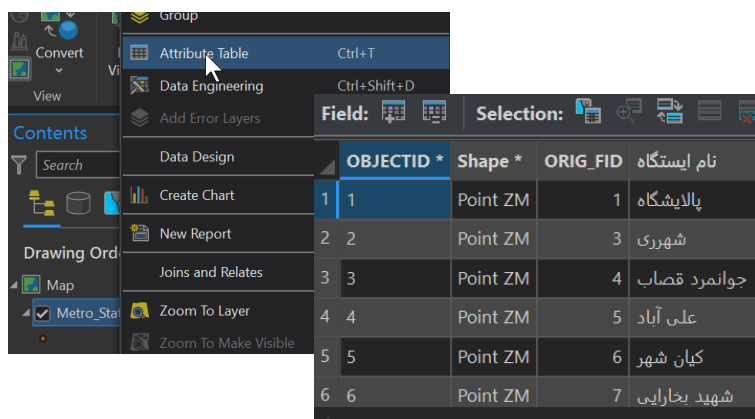 Group
Convert
Attribute Table Ctrl+T
Data Engineering Ctrl+Shift+D
View
Add Error Layers
Contents
Data Design
Search
Create Chart
New Report
Drawing Ord
Joins and Relates
Map
Zoom To Layer
Metro_Stat
Zoom To Make Visible
Field: Selection:
OBJECTID * Shape * ORIG_FID نام ایستگاه
1 1 Point ZM 1 پالایشگاه
2 2 Point ZM 3 شهرری
3 3 Point ZM 4 جوانمرد قصاب
4 4 Point ZM 5 علی آباد
5 5 Point ZM 6 کیان شهر
6 6 Point ZM 7 شهید بخارایی